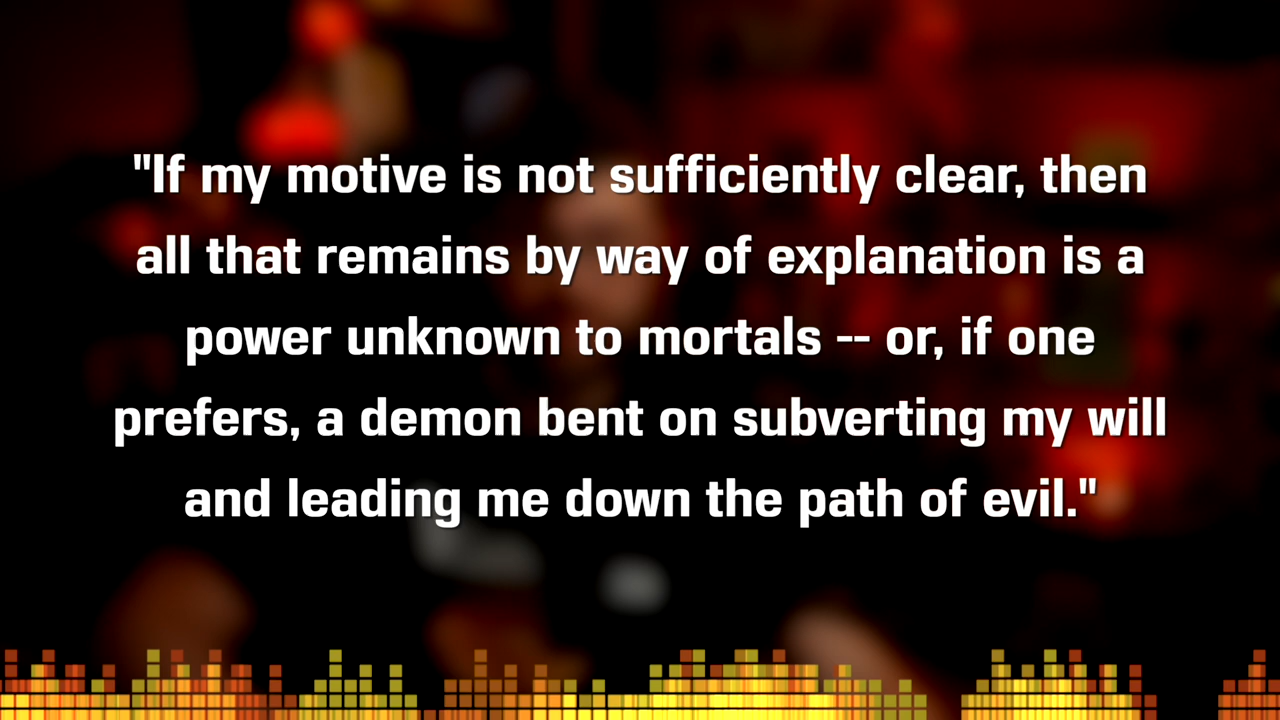 "If my motive is not sufficiently clear, then
all that remains by way of explanation is a
power unknown to mortals -- or, if one
prefers, a demon bent on subverting my will
and leading me down the path of evil."